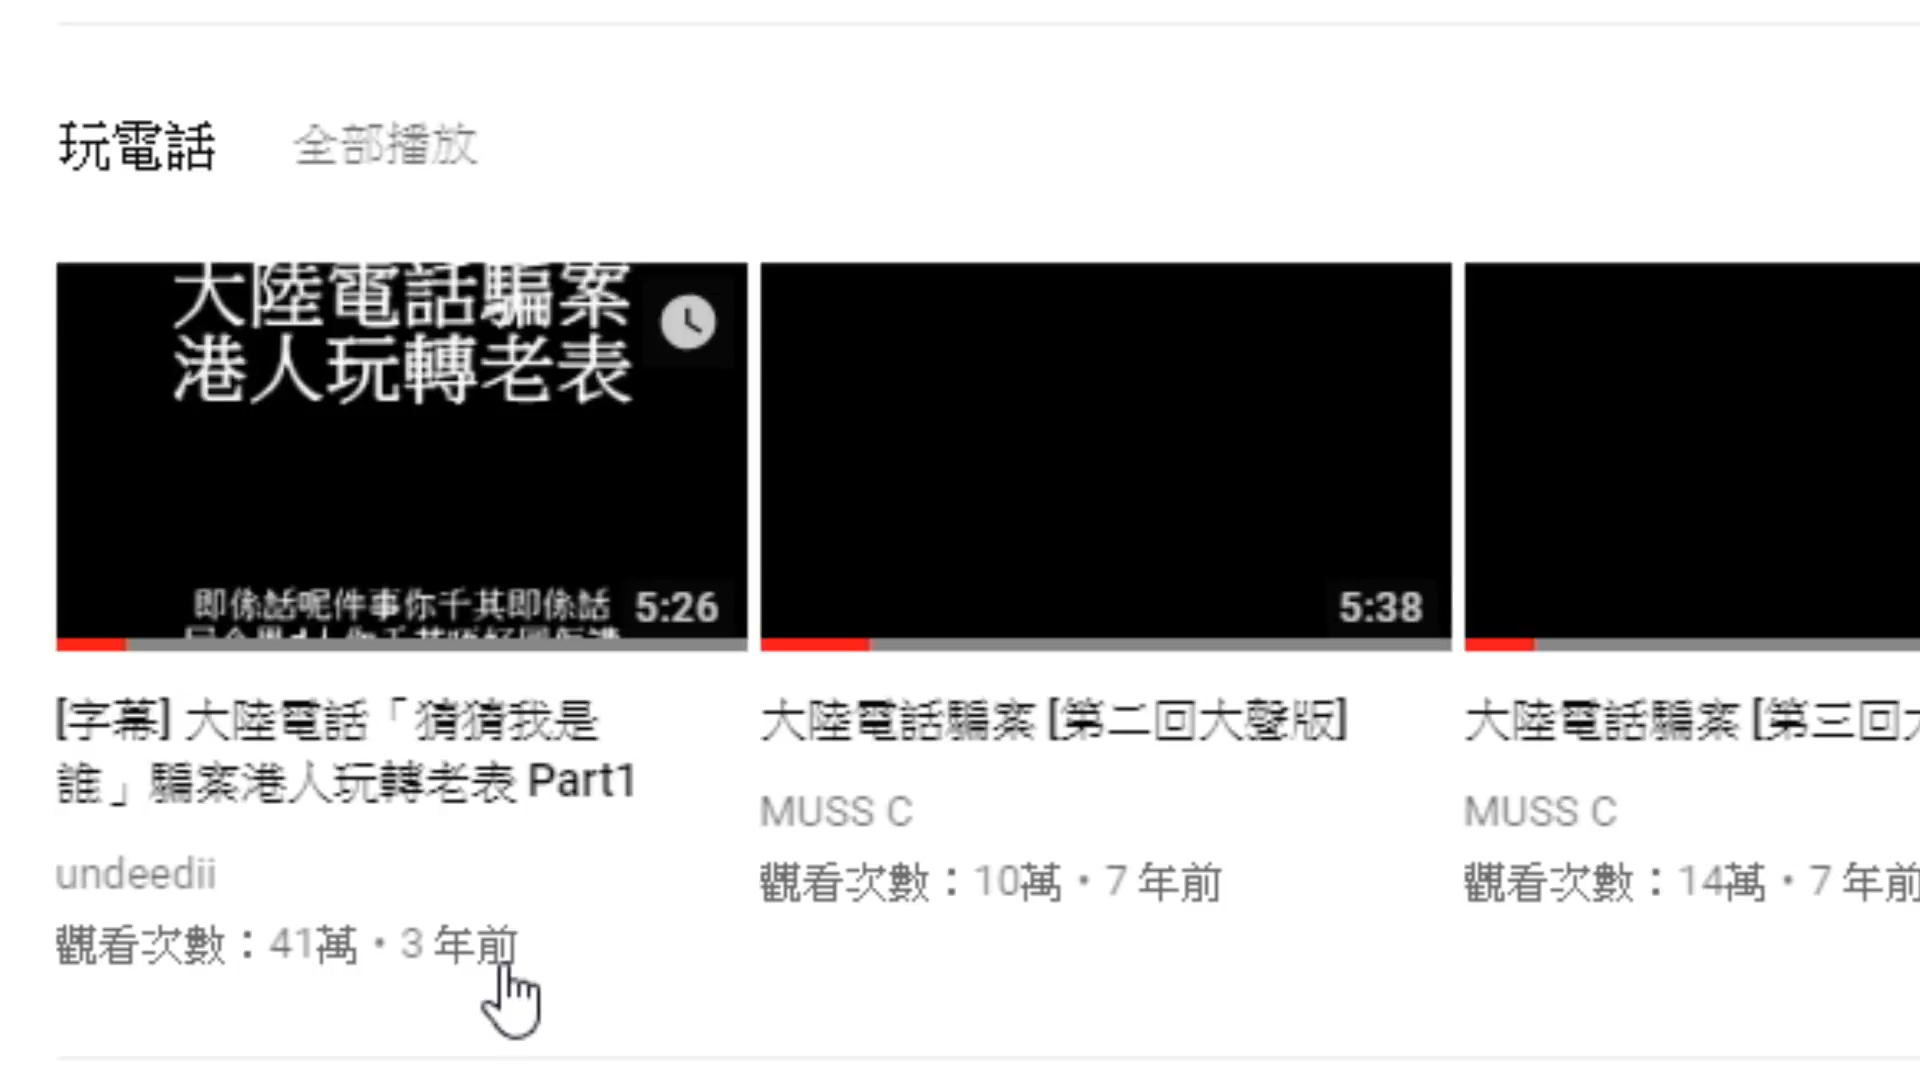 玩電話 全部播放
大陸電話騙案
港人玩轉老表
即係話呢件事你千其即係話 5:26
5:38
[字幕] 大陸電話「猜猜我是
誰」騙案港人玩轉老表 Part1
undeedii
觀看次數：41萬・3 年前
大陸電話騙案 [第二回大聲版]
MUSS C
觀看次數：10萬・7 年前
大陸電話騙案 [第三回大
MUSS C
觀看次數：14萬・7 年前